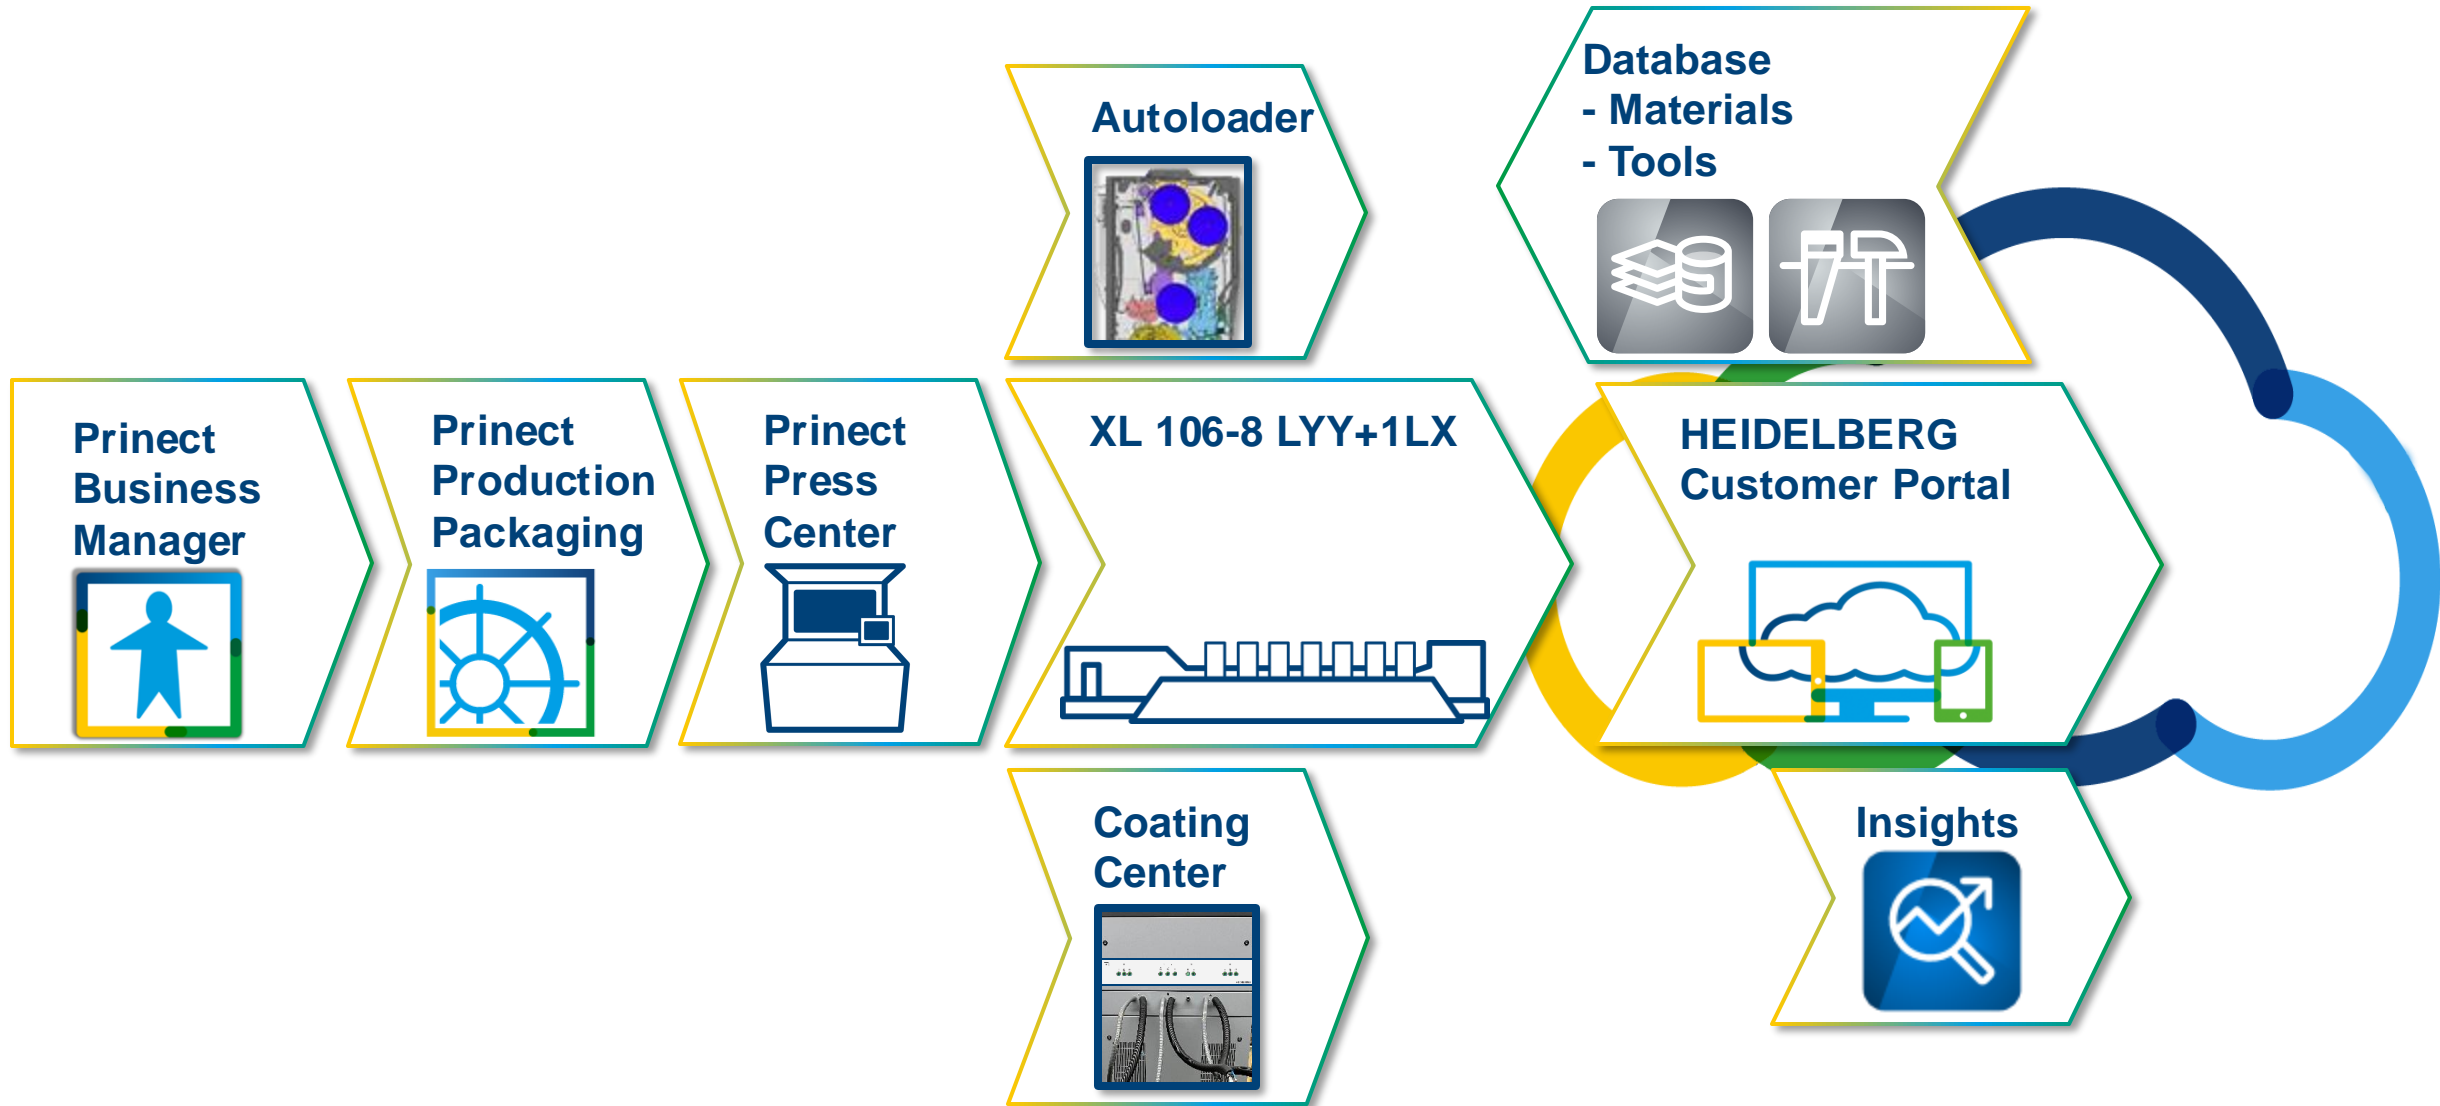 Autoloader
Database
- Materials
- Tools
Prinect
Business
Manager
Prinect
Production
Packaging
Prinect
Press
Center
XL 106-8 LYY+1LX
HEIDELBERG
Customer Portal
Coating
Center
Insights